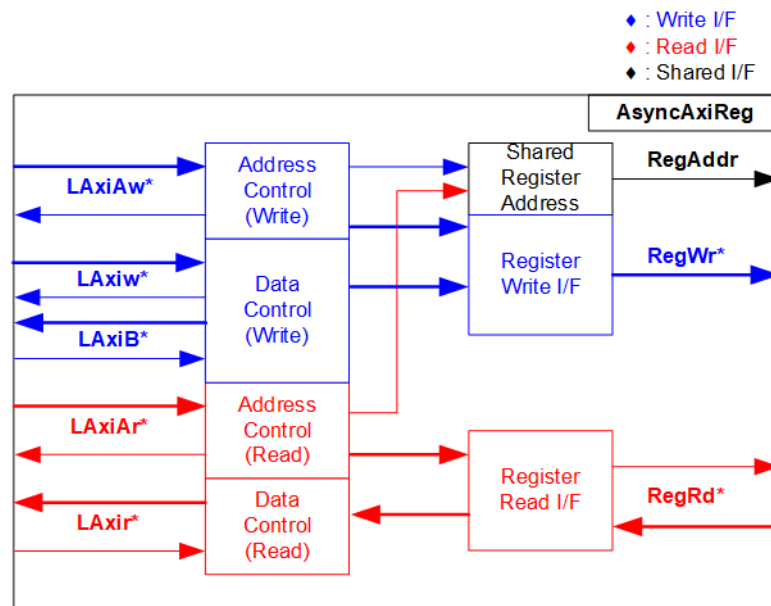 ♦ : Write I/F
♦ : Read I/F
♦ : Shared I/F
AsyncAxiReg
LAxiAw*
Address
Control
(Write)
Shared
Register
Address
RegAddr
LAxiw*
LAxiB*
Data
Control
(Write)
Register
Write I/F
RegWr*
LAxiAr*
Address
Control
(Read)
Register
Read I/F
RegRd*
LAxir*
Data
Control
(Read)